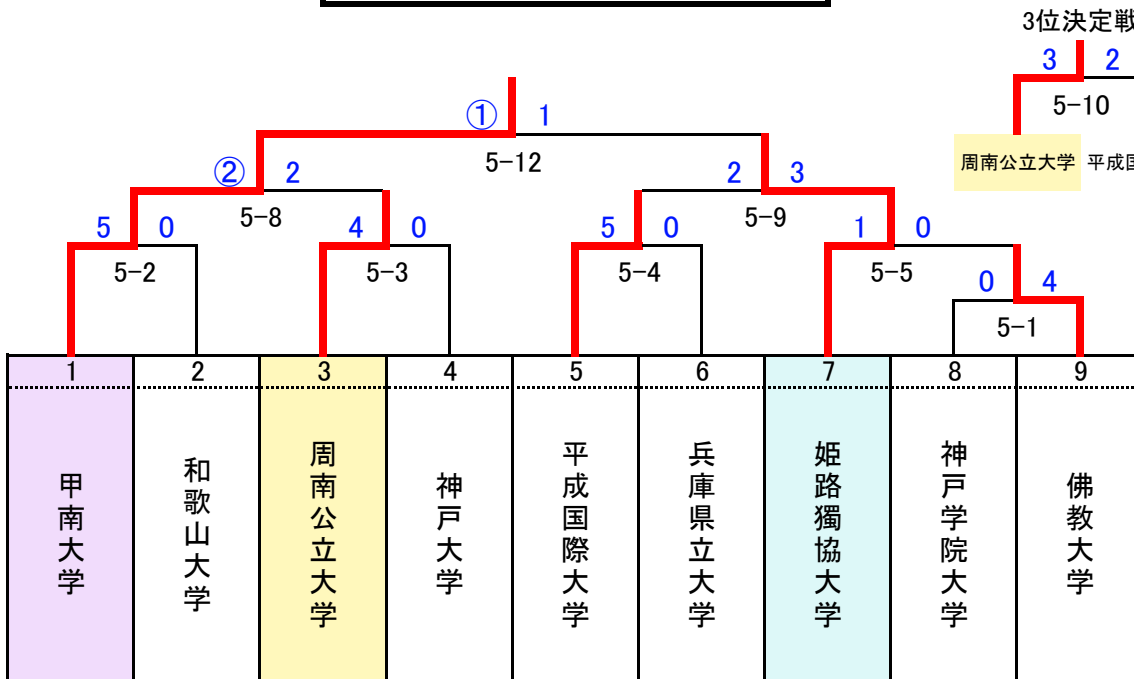 3位決定戦
3 2
5-10
周南公立大学 平成国
① 1
5-12
② 2
2 3
5-8
5-9
5 0
4 0
5 0
1 0
5-2
5-3
5-4
5-5
0 4
5-1
1 2 3 4 5 6 7 8 9
甲南大学
和歌山大学
周南公立大学
神戸大学
平成国際大学
兵庫県立大学
姫路獨協大学
神戸学院大学
佛教大学